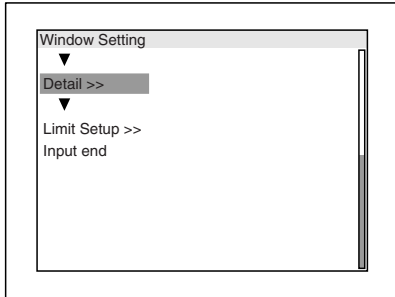 Window Setting
▼
Detail >>
▼
Limit Setup >>
Input end